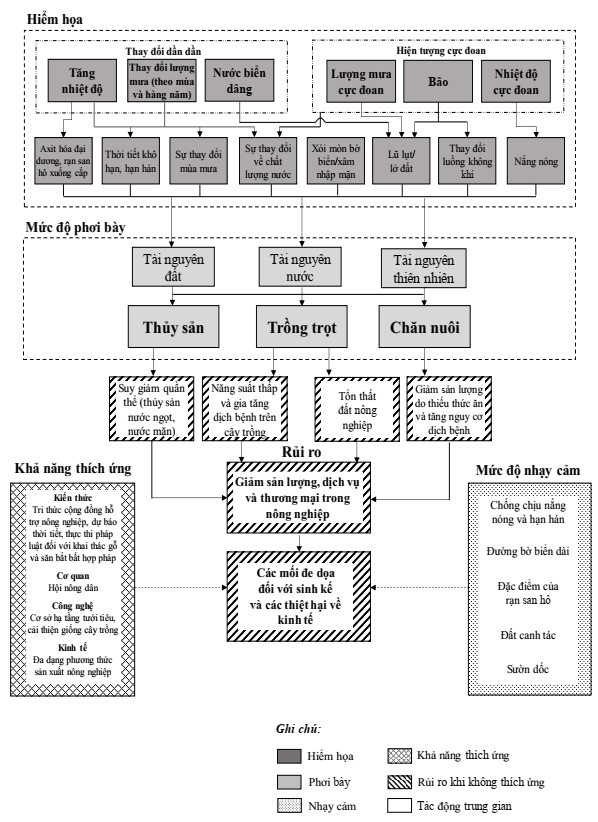 Hiểm họa
Thay đổi dần dần
Hiện tượng cực đoan
Tăng
nhiệt độ
Thay đổi lượng
mưa (theo mùa
và hàng năm)
Nước biển
dâng
Lượng mưa
cực đoan
Bão
Nhiệt độ
cực đoan
Axit hóa đại
dương, rạn san
hô xuống cấp
Thời tiết khô
hạn, hạn hán
Sự thay đổi
mùa mưa
Sự thay đổi
về chất
lượng nước
Xói mòn bờ
biển/xâm
nhập mặn
Lũ lụt/
lở đất
Thay đổi
luồng không
khí
Nắng nóng
Mức độ phơi bày
Tài nguyên
đất
Tài nguyên
nước
Tài nguyên
thiên nhiên
Thủy sản
Trồng trọt
Chăn nuôi
Suy giảm quần
thể (thủy sản
nước ngọt,
nước mặn)
Năng suất thấp
và gia tăng
dịch bệnh trên
cây trồng
Tổn thất
đất nông
nghiệp
Giảm sản lượng
do thiếu thức ăn
và tăng nguy cơ
dịch bệnh
Rủi ro
Giảm sản lượng, dịch vụ
và thương mại trong
nông nghiệp
Các mối đe dọa
đối với sinh kế
và các thiệt hại về
kinh tế
Khả năng thích ứng
Kiến thức
Tri thức cộng đồng hỗ
trợ nông nghiệp, dự báo
thời tiết, thực thi pháp
luật đối với khai thác gỗ
và săn bắt bất hợp pháp
Cơ quan
Hội nông dân
Công nghệ
Cơ sở hạ tầng tưới tiêu,
cải thiện giống cây trồng
Kinh tế
Đa dạng phương thức
sản xuất nông nghiệp
Mức độ nhạy cảm
Chống chịu nắng
nóng và hạn hán
Đường bờ biển dài
Đặc điểm của
rạn san hô
Đất canh tác
Sườn dốc
Ghi chú:
Hiểm họa
Khả năng thích ứng
Phơi bày
Rủi ro khi không thích ứng
Nhạy cảm
Tác động trung gian